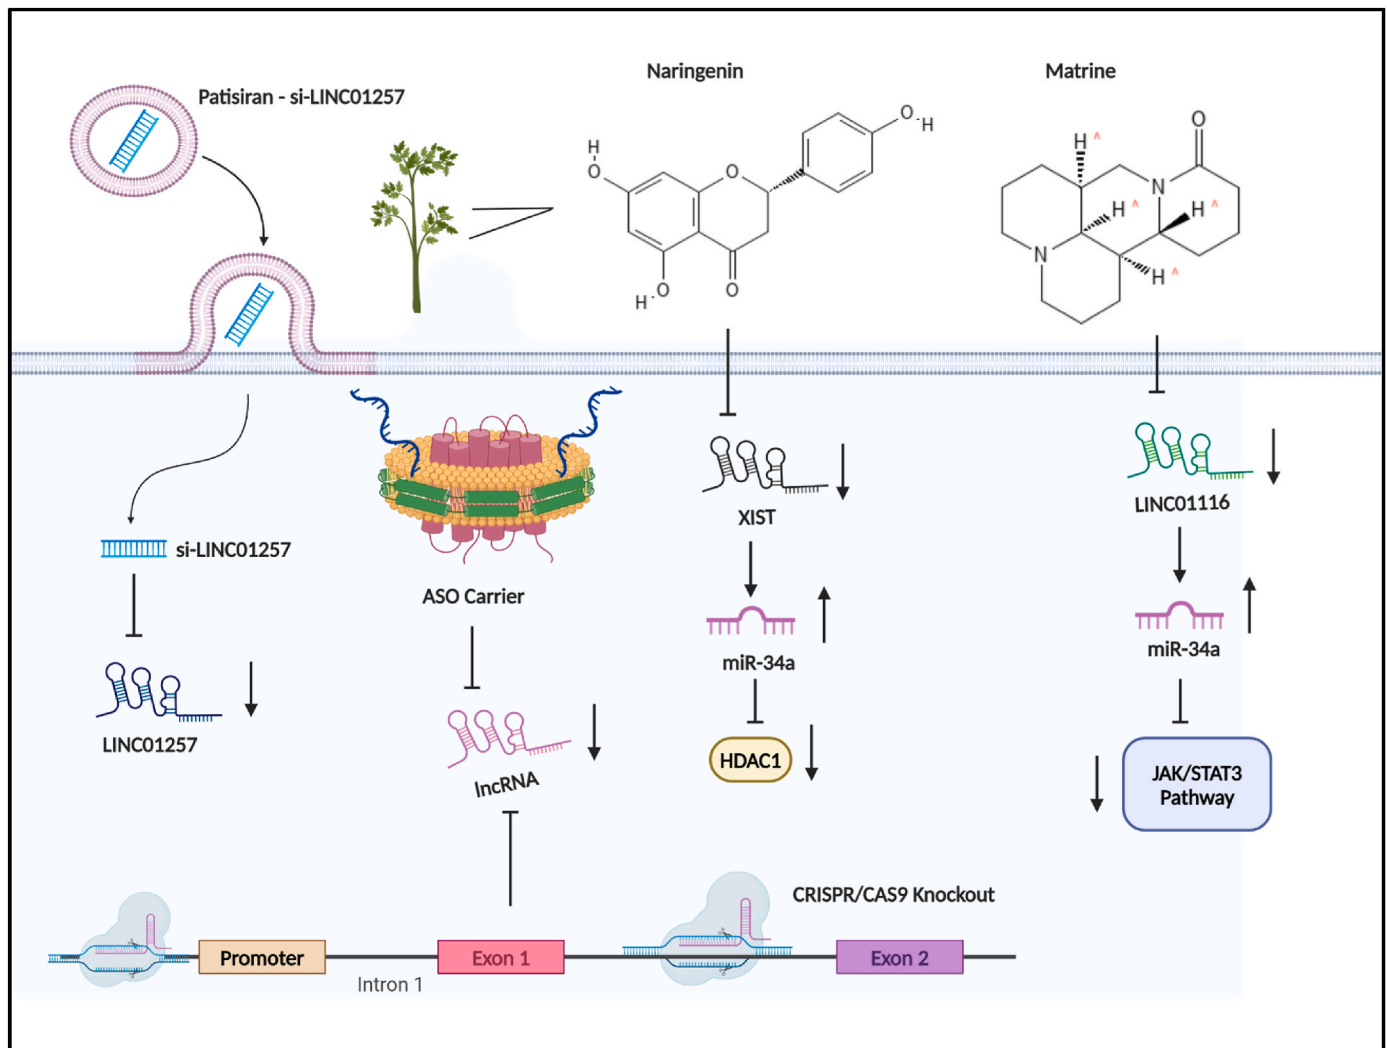 Patisiran - si-LINC01257
Naringenin
Matrine
H
O
O
O
H
O
H
O
O
H
H ^
N
H ^
H ^
N
H ^
si-LINC01257
LINC01257
ASO Carrier
lncRNA
XIST
miR-34a
HDAC1
LINC01116
miR-34a
JAK/STAT3
Pathway
CRISPR/CAS9 Knockout
Promoter
Intron 1
Exon 1
Exon 2